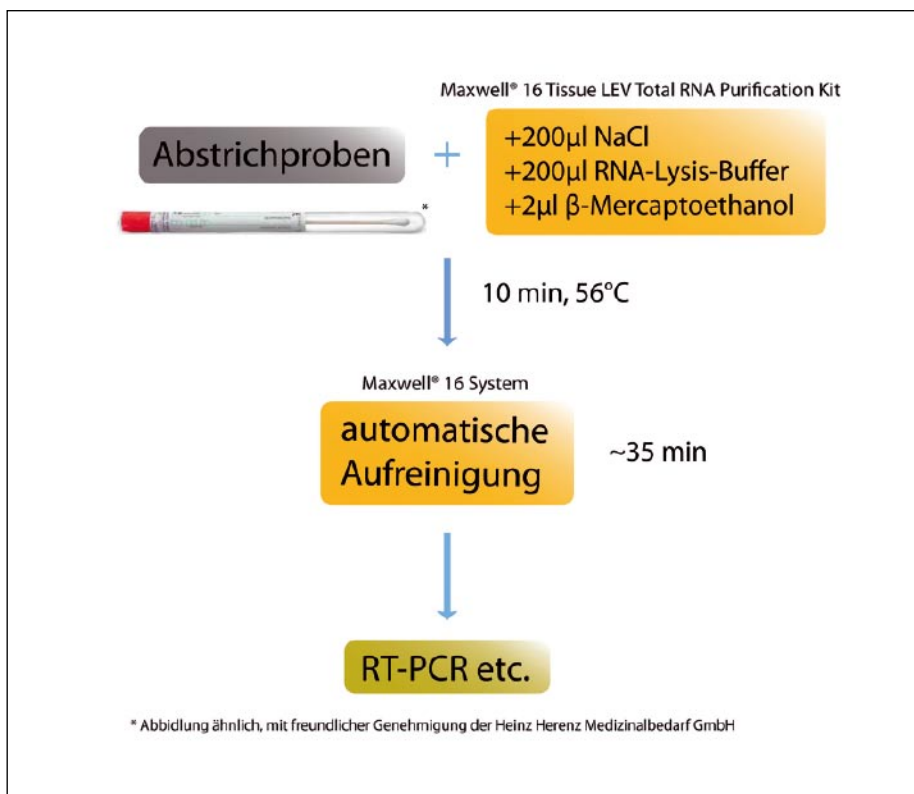 Maxwell® 16 Tissue LEV Total RNA Purification Kit
Abstrichproben
+
+200µl NaCl
+200µl RNA-Lysis-Buffer
+2µl β-Mercaptoethanol
*
10 min, 56°C
Maxwell® 16 System
automatische
Aufreinigung
~35 min
RT-PCR etc.
* Abbidlung ähnlich, mit freundlicher Genehmigung der Heinz Herenz Medizinalbedarf GmbH